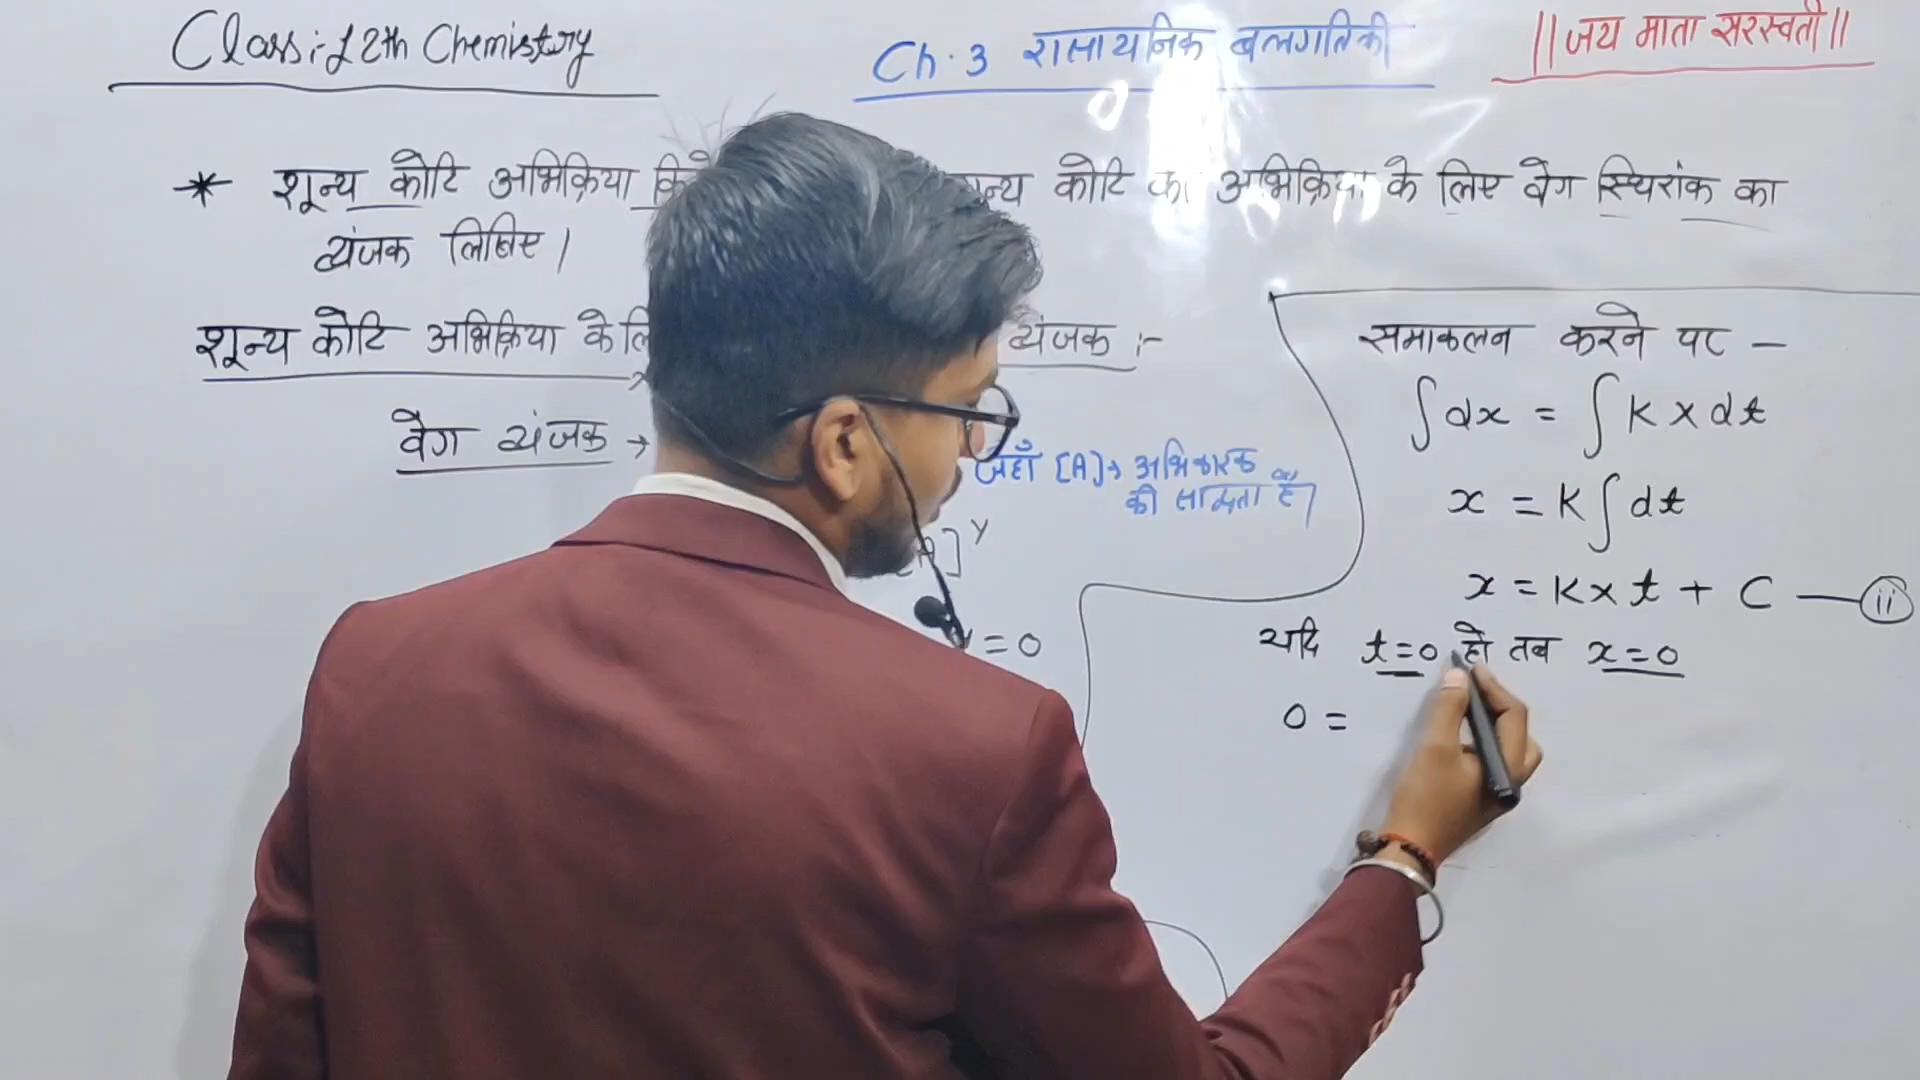 Class:- 12th Chemistry
Ch. 3 रासायनिक बलगतिकी
||जय माता सरस्वती||
* शून्य कोटि अभिक्रिया शून्य कोटि का अभिक्रिया के लिए वेग स्थिरांक का
व्यंजक लिखिए।
शून्य कोटि अभिक्रिया के व्यंजक :-
वेग व्यंजक →
जहाँ [A]→ अभिकारक
की सान्द्रता है।
A]^Y
= 0
समाकलन करने पर –
∫dx = ∫K x dt
x = K∫dt
x = K x t + C —(ii)
यदि t=0 हो तब x=0
0 =